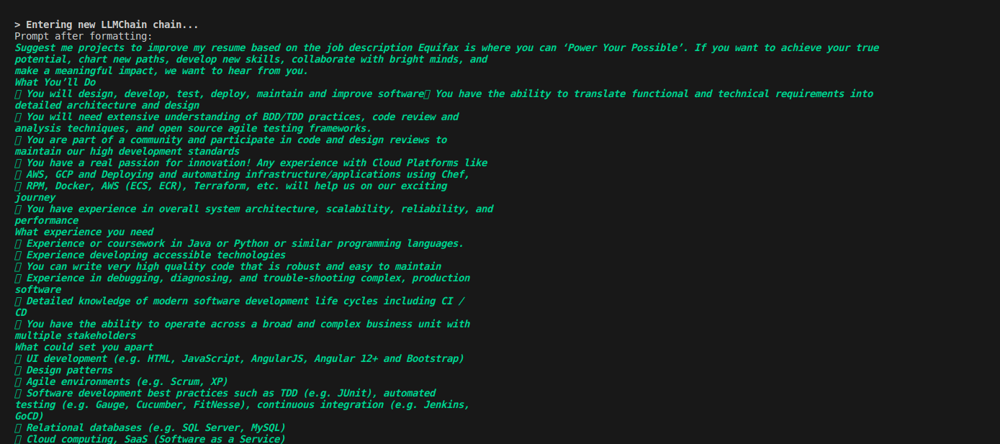 > Entering new LLMChain chain...
Prompt after formatting:
Suggest me projects to improve my resume based on the job description Equifax is where you can ‘Power Your Possible’. If you want to achieve your true
potential, chart new paths, develop new skills, collaborate with bright minds, and
make a meaningful impact, we want to hear from you.
What You’ll Do
▯ You will design, develop, test, deploy, maintain and improve software▯ You have the ability to translate functional and technical requirements into
detailed architecture and design
▯ You will need extensive understanding of BDD/TDD practices, code review and
analysis techniques, and open source agile testing frameworks.
▯ You are part of a community and participate in code and design reviews to
maintain our high development standards
▯ You have a real passion for innovation! Any experience with Cloud Platforms like
▯ AWS, GCP and Deploying and automating infrastructure/applications using Chef,
▯ RPM, Docker, AWS (ECS, ECR), Terraform, etc. will help us on our exciting
journey
▯ You have experience in overall system architecture, scalability, reliability, and
performance
What experience you need
▯ Experience or coursework in Java or Python or similar programming languages.
▯ Experience developing accessible technologies
▯ You can write very high quality code that is robust and easy to maintain
▯ Experience in debugging, diagnosing, and trouble-shooting complex, production
software
▯ Detailed knowledge of modern software development life cycles including CI /
CD
▯ You have the ability to operate across a broad and complex business unit with
multiple stakeholders
What could set you apart
▯ UI development (e.g. HTML, JavaScript, AngularJS, Angular 12+ and Bootstrap)
▯ Design patterns
▯ Agile environments (e.g. Scrum, XP)
▯ Software development best practices such as TDD (e.g. JUnit), automated
testing (e.g. Gauge, Cucumber, FitNesse), continuous integration (e.g. Jenkins,
GoCD)
▯ Relational databases (e.g. SQL Server, MySQL)
▯ Cloud computing, SaaS (Software as a Service)